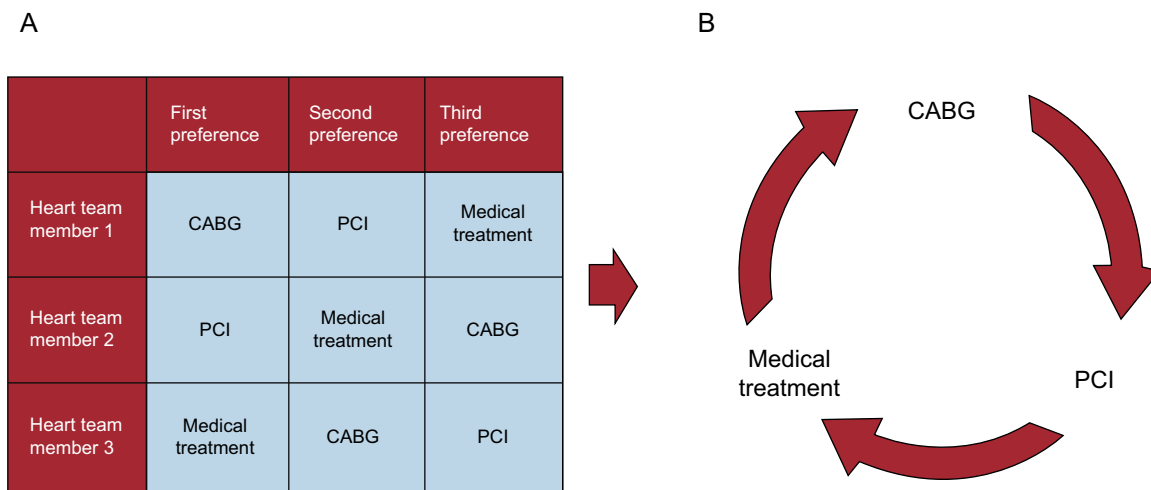 A
B
First
preference
Second
preference
Third
preference
Heart team
member 1
CABG
PCI
Medical
treatment
Heart team
member 2
PCI
Medical
treatment
CABG
Heart team
member 3
Medical
treatment
CABG
PCI
CABG
Medical
treatment
PCI